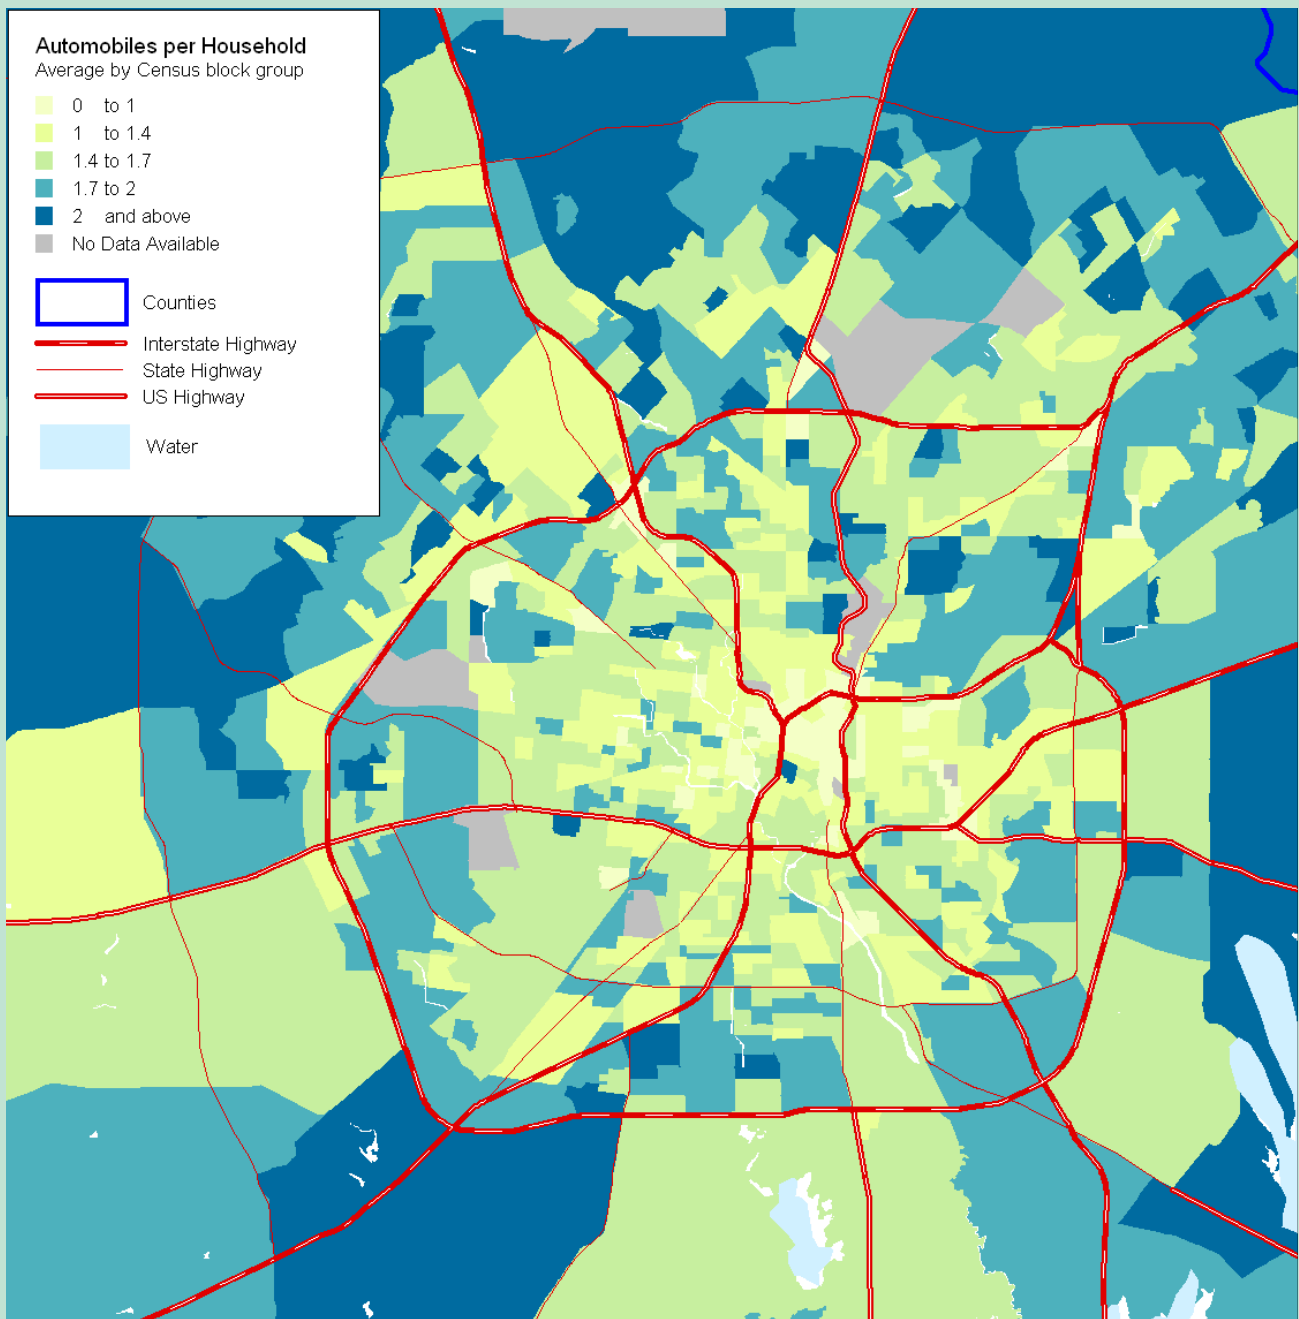 Automobiles per Household
Average by Census block group
0 to 1
1 to 1.4
1.4 to 1.7
1.7 to 2
2 and above
No Data Available
Counties
Interstate Highway
State Highway
US Highway
Water